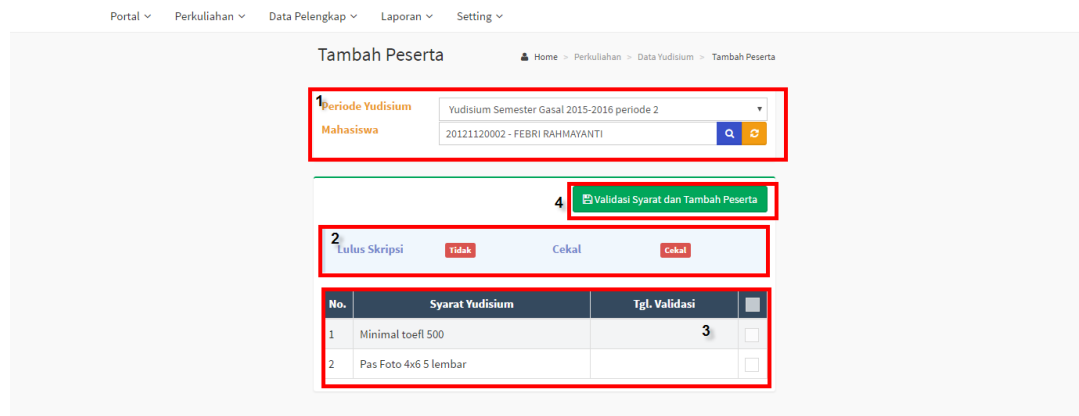 Portal Perkuliahan Data Pelengkap Laporan Setting
Tambah Peserta
Home > Perkuliahan > Data Yudisium > Tambah Peserta
1
Periode Yudisium Yudisium Semester Gasal 2015-2016 periode 2
Mahasiswa 20121120002 - FEBRI RAHMAYANTI
4 Validasi Syarat dan Tambah Peserta
2
Lulus Skripsi Tidak Cekal Cekal
No. Syarat Yudisium Tgl. Validasi
1 Minimal toefl 500 3
2 Pas Foto 4x6 5 lembar